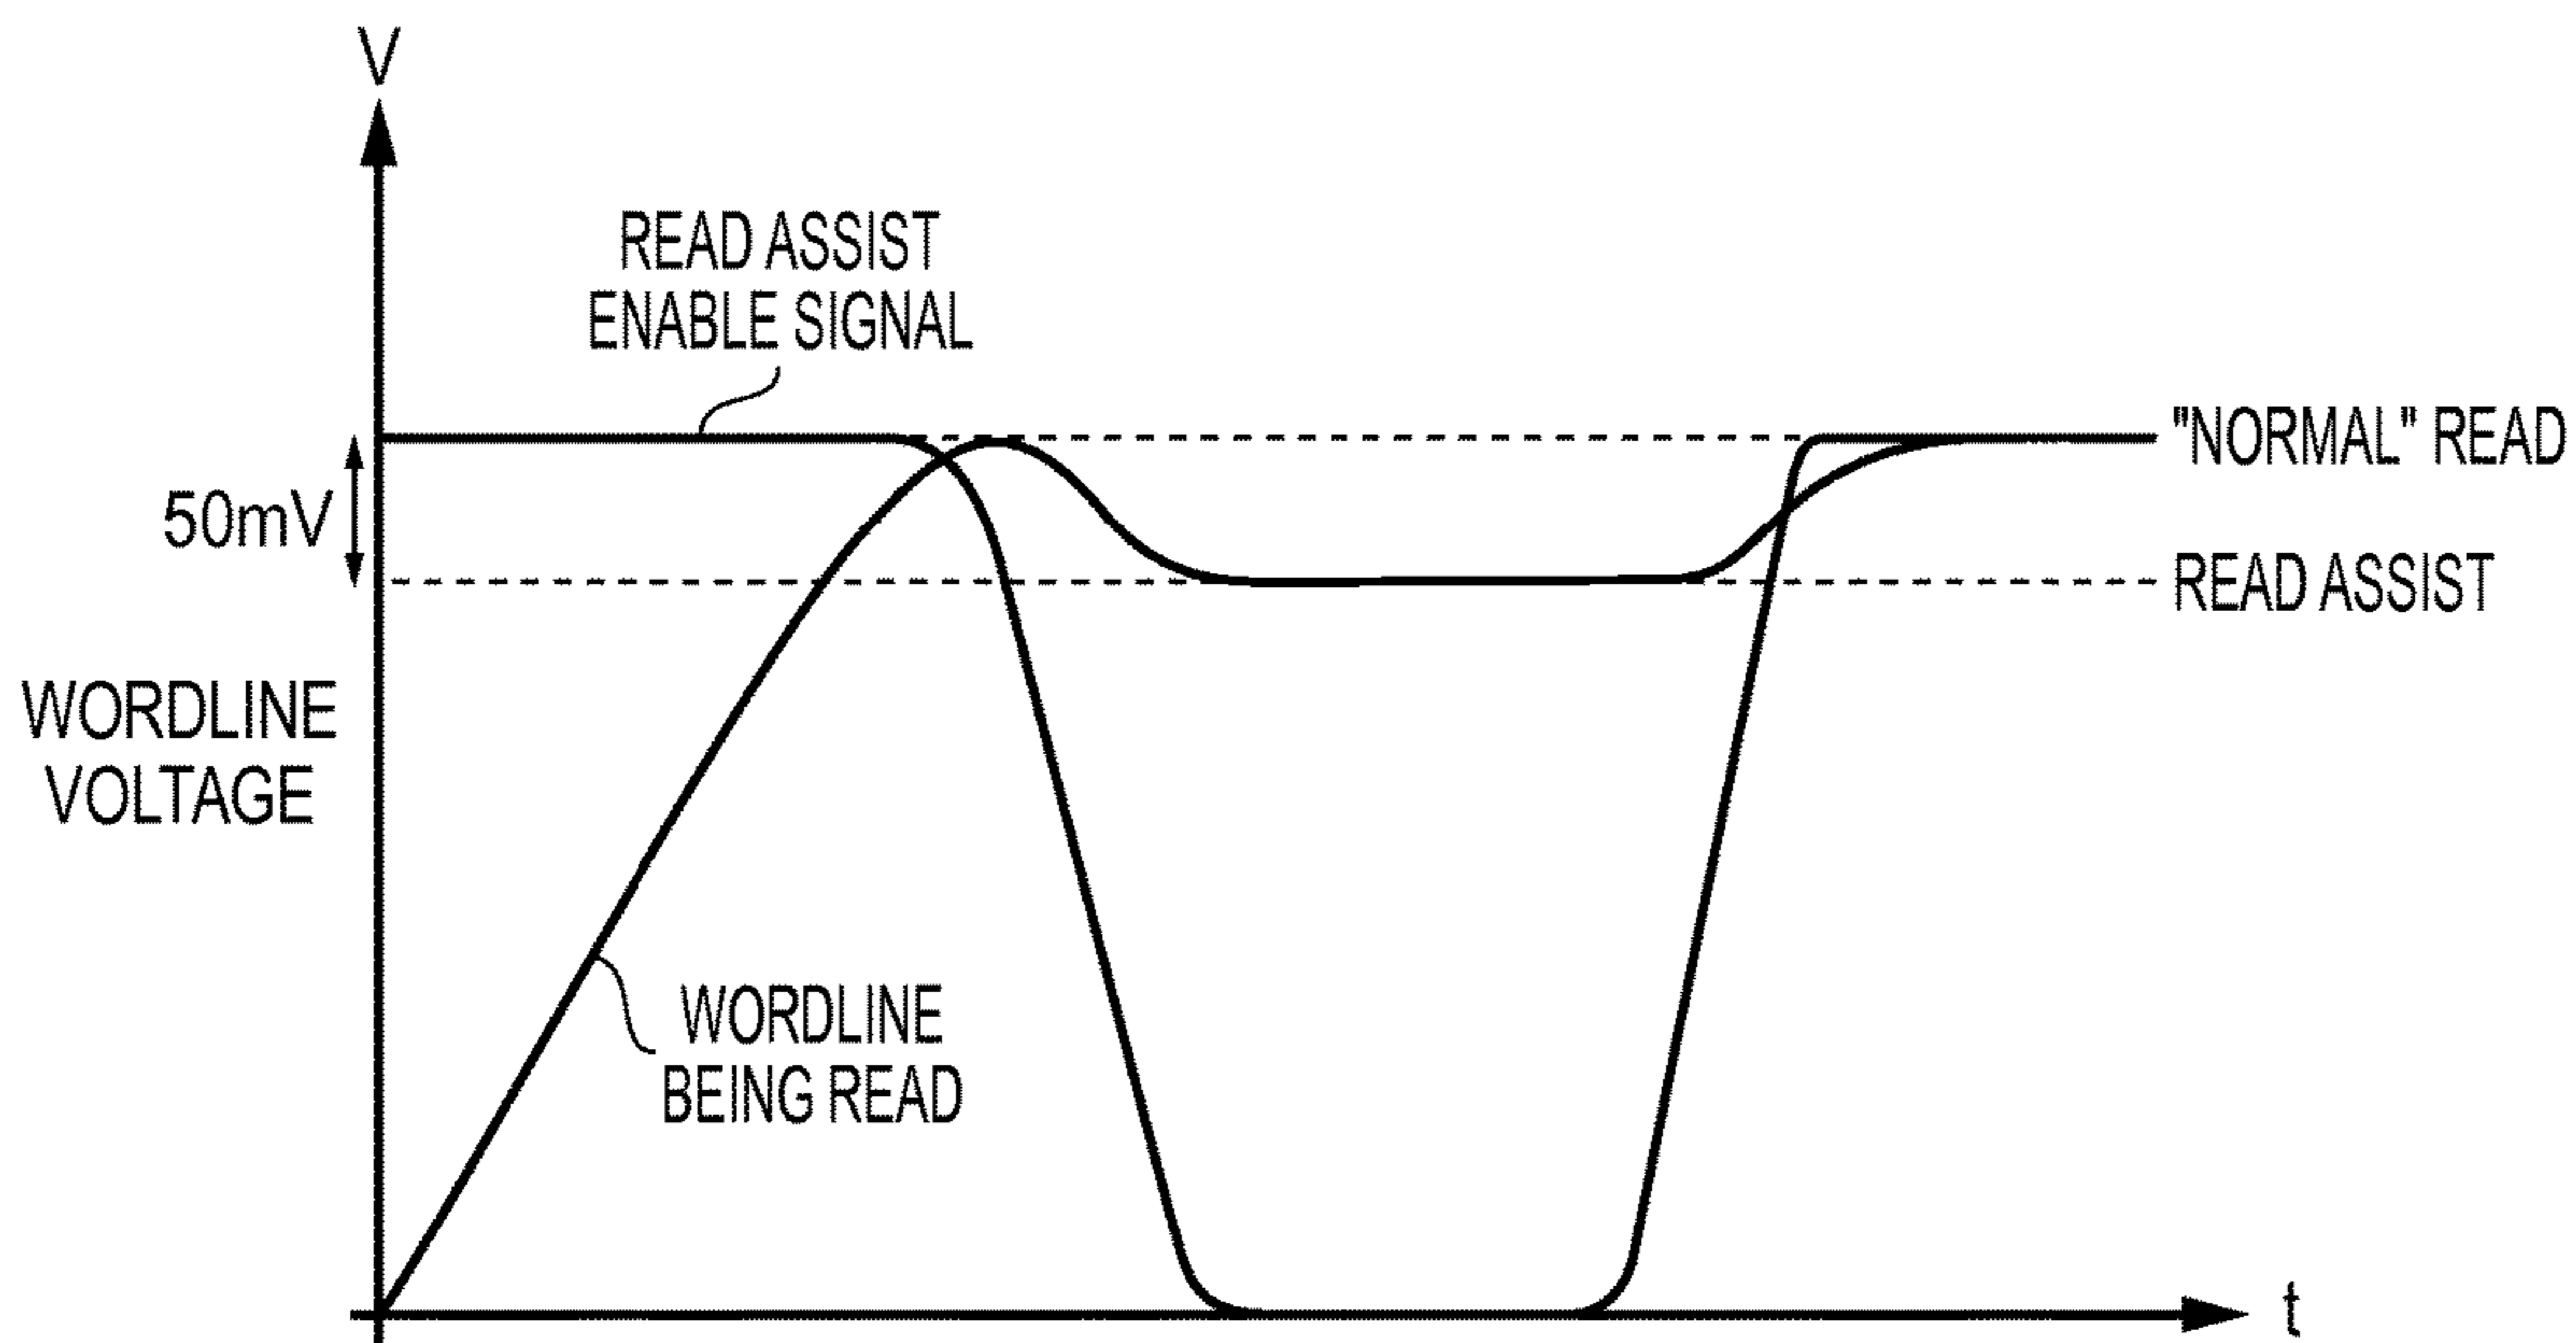 V
READ ASSIST
ENABLE SIGNAL
"NORMAL" READ
50mV
READ ASSIST
WORDLINE
VOLTAGE
WORDLINE
BEING READ
t